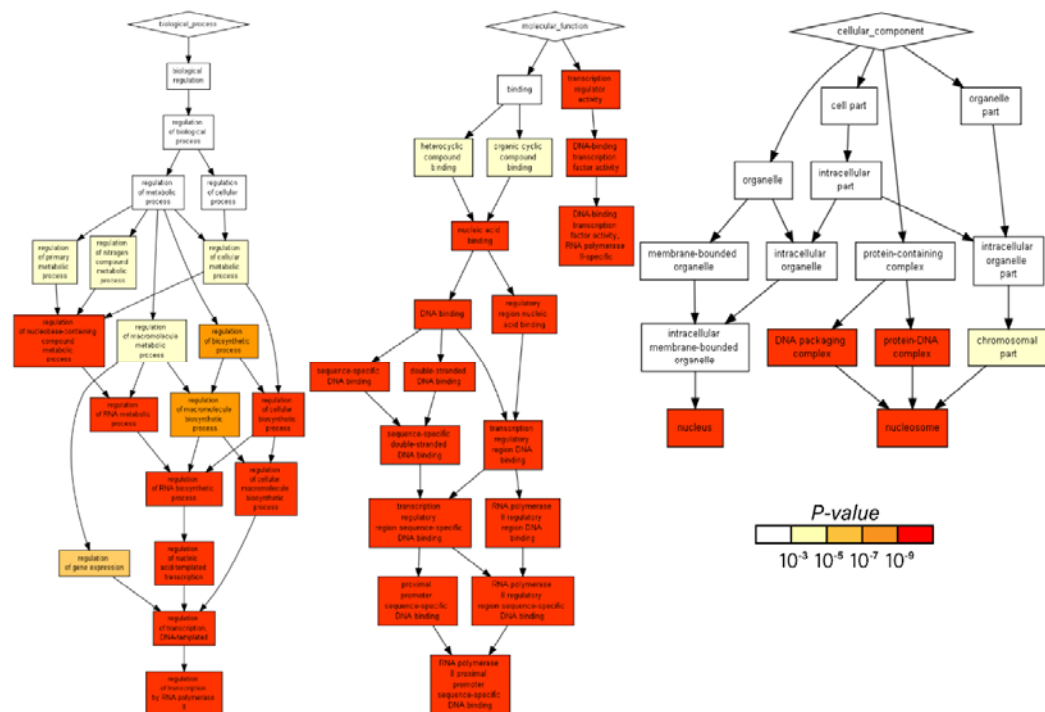 biological_process
biological
regulation
regulation
of biological
process
regulation
of metabolic
process
regulation
of cellular
process
regulation
of primary
metabolic
process
regulation
of nitrogen
compound
metabolic
process
regulation
of cellular
metabolic
process
regulation
of nucleobase-containing
compound
metabolic
process
regulation
of macromolecule
metabolic
process
regulation
of biosynthetic
process
regulation
of RNA metabolic
process
regulation
of macromolecule
biosynthetic
process
regulation
of cellular
biosynthetic
process
regulation
of RNA biosynthetic
process
regulation
of cellular
macromolecule
biosynthetic process
regulation
of gene expression
regulation
of nucleic
acid-templated
transcription
regulation
of transcription,
DNA-templated
regulation
of transcription
by RNA polymerase
II
molecular_function
binding
transcription
regulator
activity
heterocyclic
compound
binding
organic cyclic
compound
binding
DNA-binding
transcription
factor activity
nucleic acid
binding
DNA-binding
transcription
factor activity,
RNA polymerase
II-specific
DNA binding
regulatory
region nucleic
acid binding
sequence-specific
DNA binding
double-stranded
DNA binding
sequence-specific
double-stranded
DNA binding
transcription
regulatory
region DNA
binding
transcription
regulatory
region sequence-specific
DNA binding
RNA polymerase
II regulatory
region DNA
binding
proximal
promoter
sequence-specific
DNA binding
RNA polymerase
II regulatory
region sequence-specific
DNA binding
RNA polymerase
II proximal
promoter
sequence-specific
DNA binding
cellular_component
cell part
organelle
part
organelle
intracellular
part
membrane-bounded
organelle
intracellular
organelle
protein-containing
complex
intracellular
organelle
part
intracellular
membrane-bounded
organelle
DNA packaging
complex
protein-DNA
complex
chromosomal
part
nucleus
nucleosome
P-value
10⁻³ 10⁻⁵ 10⁻⁷ 10⁻⁹